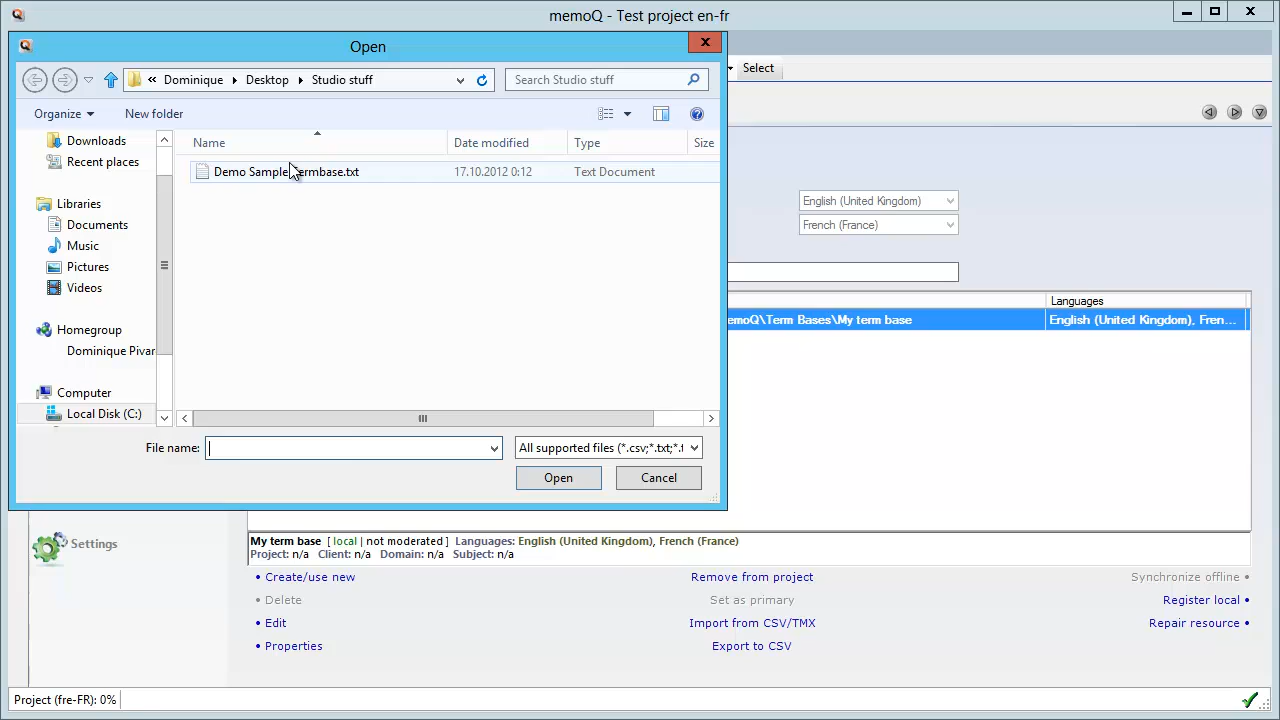 memoQ - Test project en-fr
Open
« Dominique Desktop Studio stuff
Search Studio stuff
Select
Organize
New folder
Name
Date modified
Type
Size
Downloads
Recent places
Demo Sample Termbase.txt
17.10.2012 0:12
Text Document
Libraries
Documents
Music
Pictures
Videos
English (United Kingdom)
French (France)
Homegroup
Dominique Pivar
Computer
Local Disk (C:)
Languages
emoQ\Term Bases\My term base
English (United Kingdom), Fren...
File name:
All supported files (*.csv;*.txt;*.t
Open
Cancel
Settings
My term base [ local | not moderated ] Languages: English (United Kingdom), French (France)
Project: n/a Client: n/a Domain: n/a Subject: n/a
• Create/use new
Remove from project
Synchronize offline •
• Delete
Set as primary
Register local •
• Edit
Import from CSV/TMX
Repair resource •
• Properties
Export to CSV
Project (fre-FR): 0%